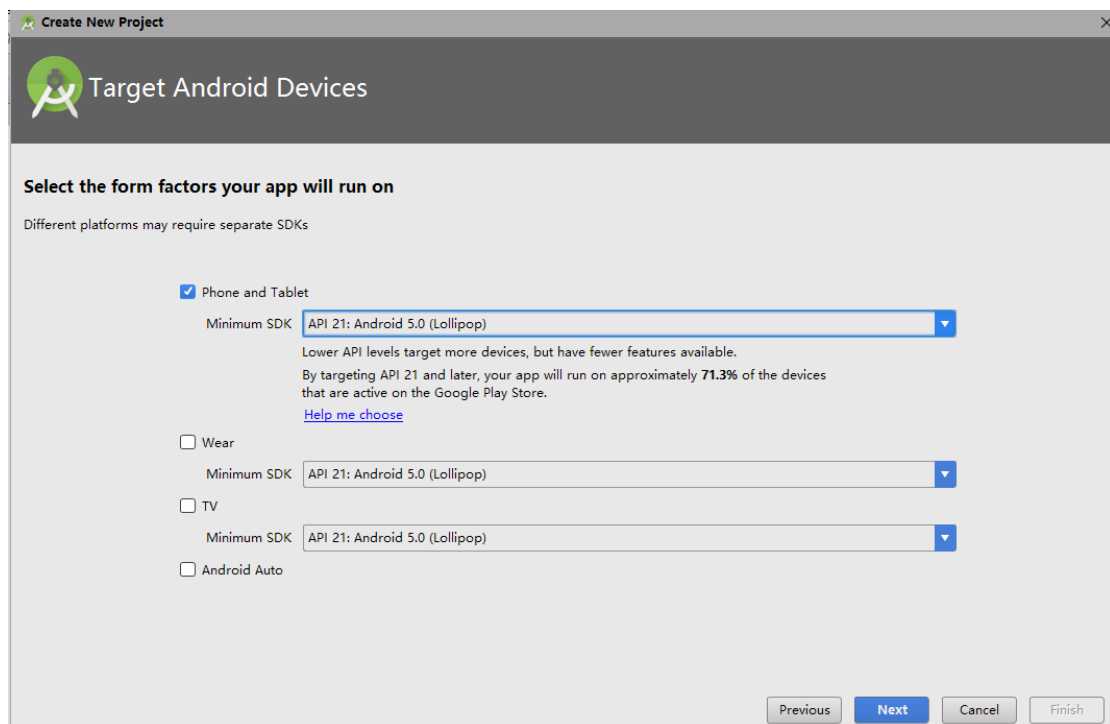 Create New Project
Target Android Devices
Select the form factors your app will run on
Different platforms may require separate SDKs
Phone and Tablet
Minimum SDK API 21: Android 5.0 (Lollipop)
Lower API levels target more devices, but have fewer features available.
By targeting API 21 and later, your app will run on approximately 71.3% of the devices
that are active on the Google Play Store.
Help me choose
Wear
Minimum SDK API 21: Android 5.0 (Lollipop)
TV
Minimum SDK API 21: Android 5.0 (Lollipop)
Android Auto
Previous Next Cancel Finish